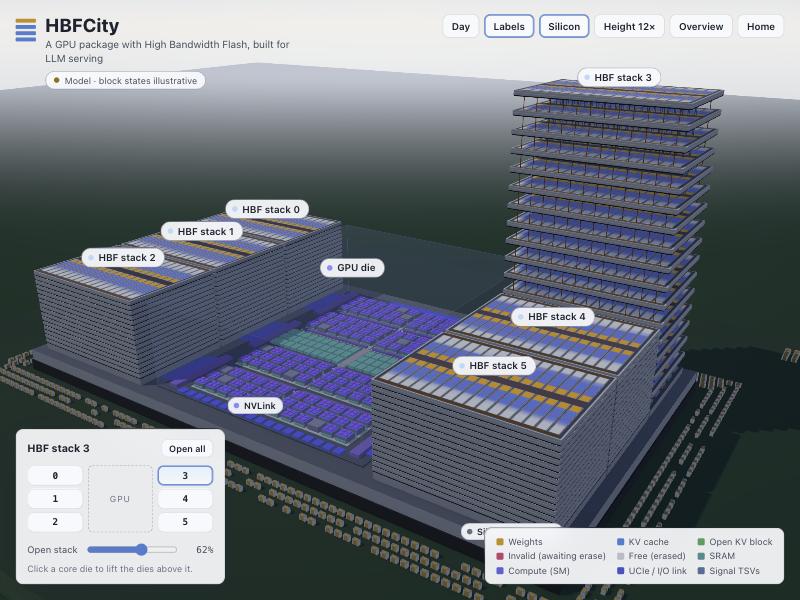 HBFCity
A GPU package with High Bandwidth Flash, built for
LLM serving
Model · block states illustrative
Day
Labels
Silicon
Height 12×
Overview
Home
HBF stack 3
HBF stack 0
HBF stack 1
HBF stack 2
GPU die
HBF stack 4
HBF stack 5
NVLink
HBF stack 3
Open all
0
GPU
3
1
4
2
5
Open stack
62%
Click a core die to lift the dies above it.
Weights
KV cache
Open KV block
Invalid (awaiting erase)
Free (erased)
SRAM
Compute (SM)
UCIe / I/O link
Signal TSVs